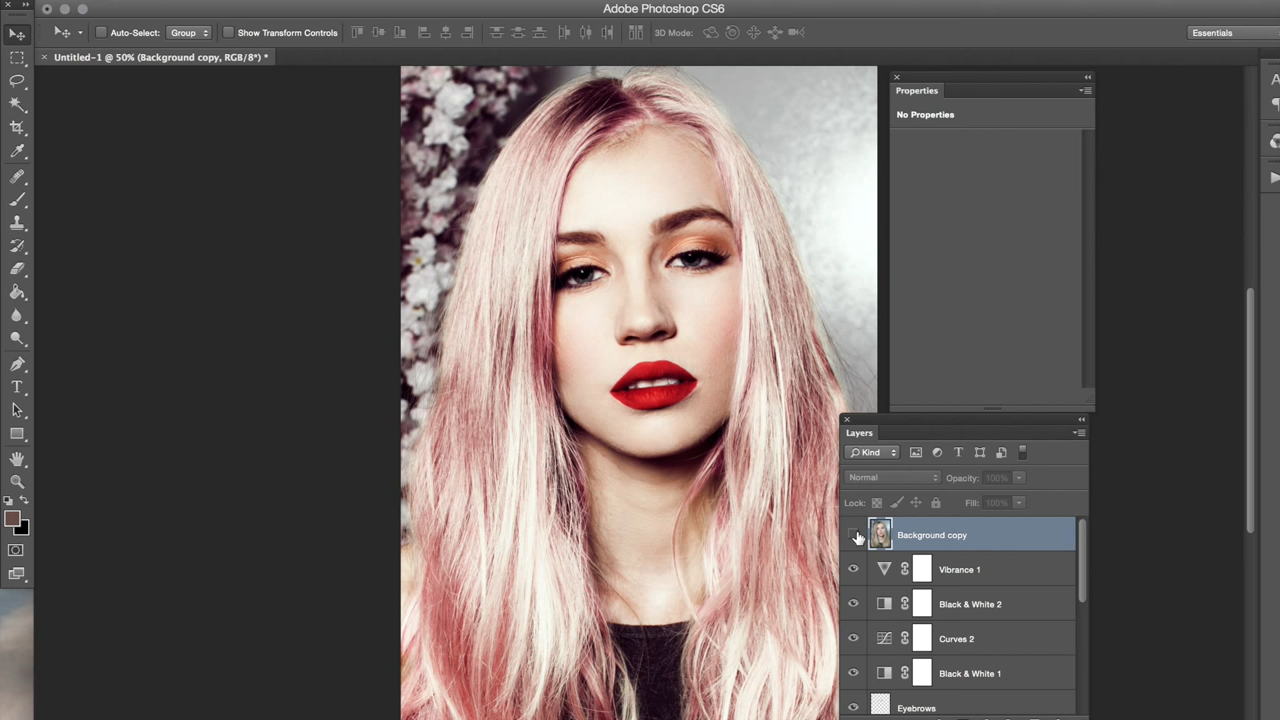 Adobe Photoshop CS6
Auto-Select: Group Show Transform Controls 3D Mode: Essentials
Untitled-1 @ 50% (Background copy, RGB/8*) *
Properties
No Properties
Layers
Kind
Normal Opacity: 100%
Lock: Fill: 100%
Background copy
Vibrance 1
Black & White 2
Curves 2
Black & White 1
Eyebrows